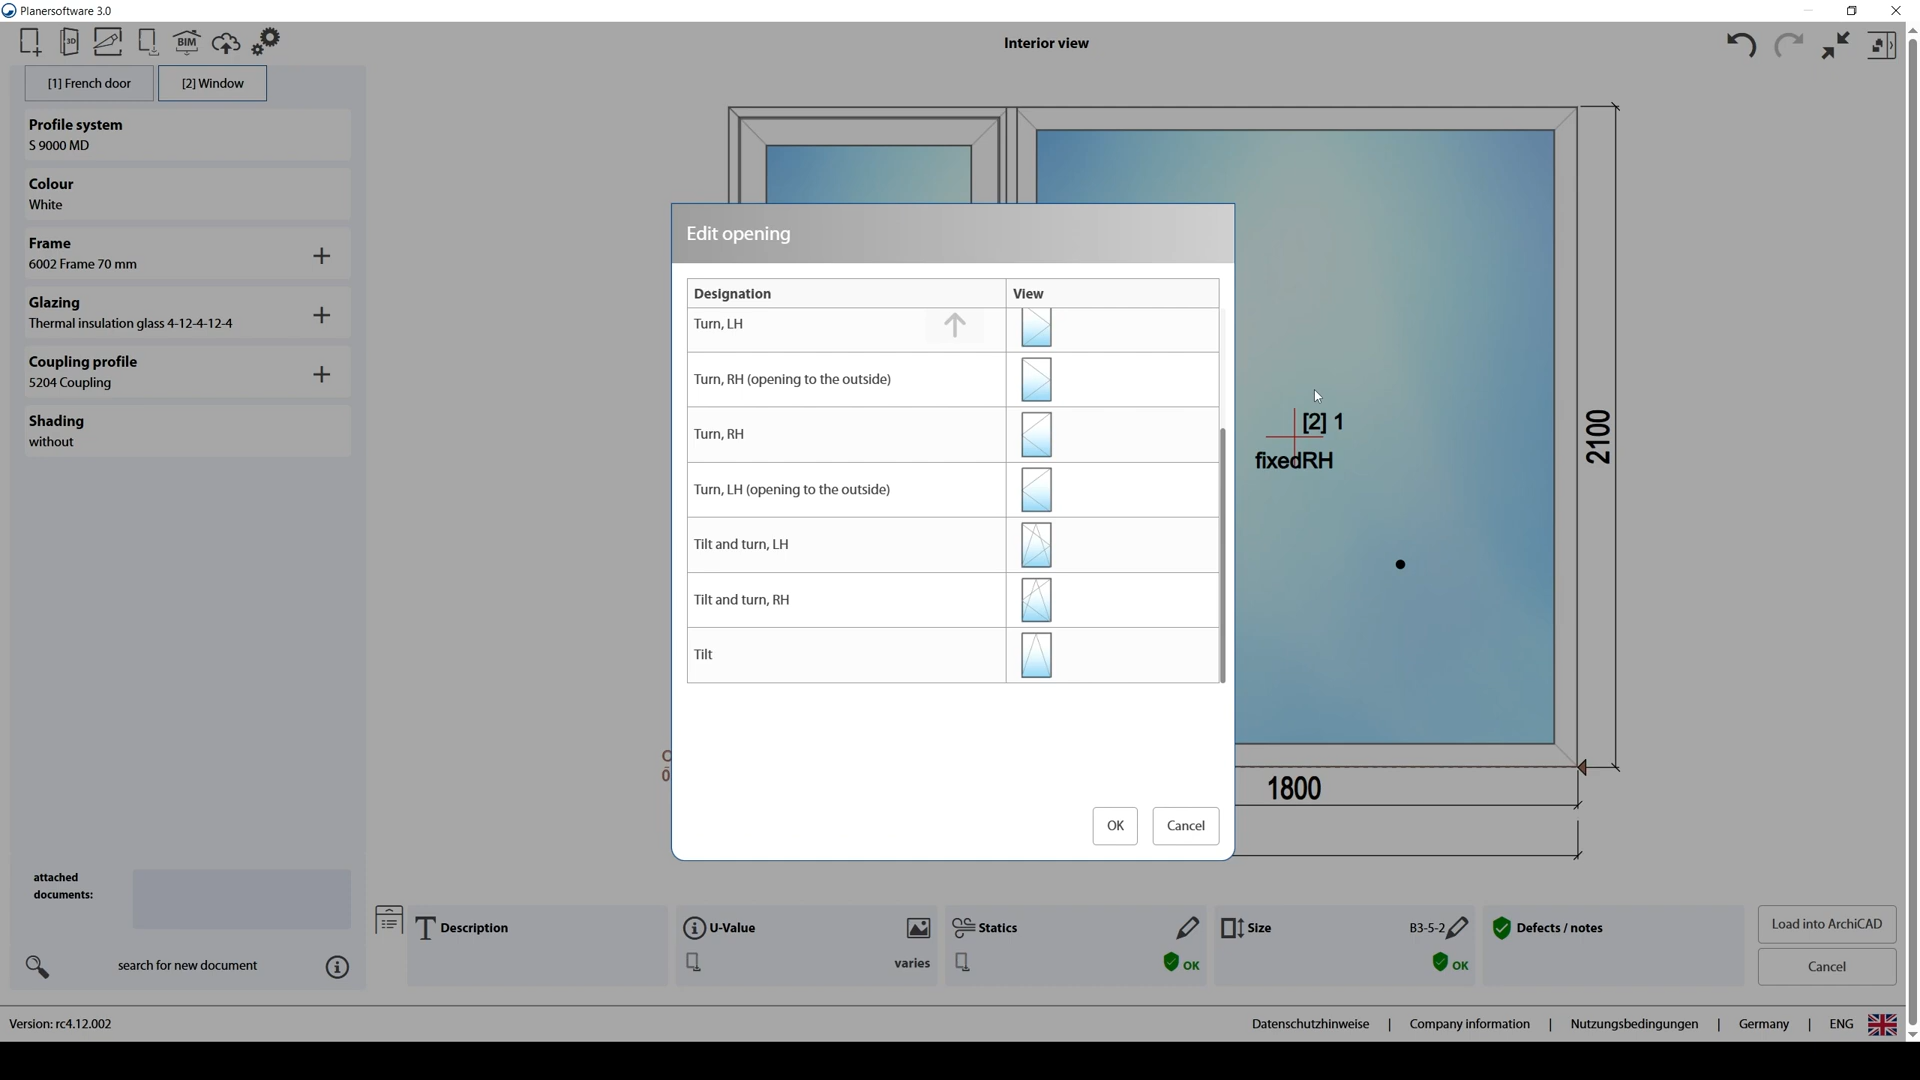 Planersoftware 3.0
3D
BIM
Interior view
[1] French door
[2] Window
Profile system
S 9000 MD
Colour
White
Frame
6002 Frame 70 mm
Glazing
Thermal insulation glass 4-12-4-12-4
Coupling profile
5204 Coupling
Shading
without
attached
documents:
search for new document
Edit opening
Designation
View
Turn, LH
Turn, RH (opening to the outside)
Turn, RH
Turn, LH (opening to the outside)
Tilt and turn, LH
Tilt and turn, RH
Tilt
OK
Cancel
[2] 1
fixedRH
2100
1800
Description
U-Value
varies
Statics
OK
Size
B3-5-2
OK
Defects / notes
Load into ArchiCAD
Cancel
Version: rc4.12.002
Datenschutzhinweise | Company information | Nutzungsbedingungen | Germany | ENG